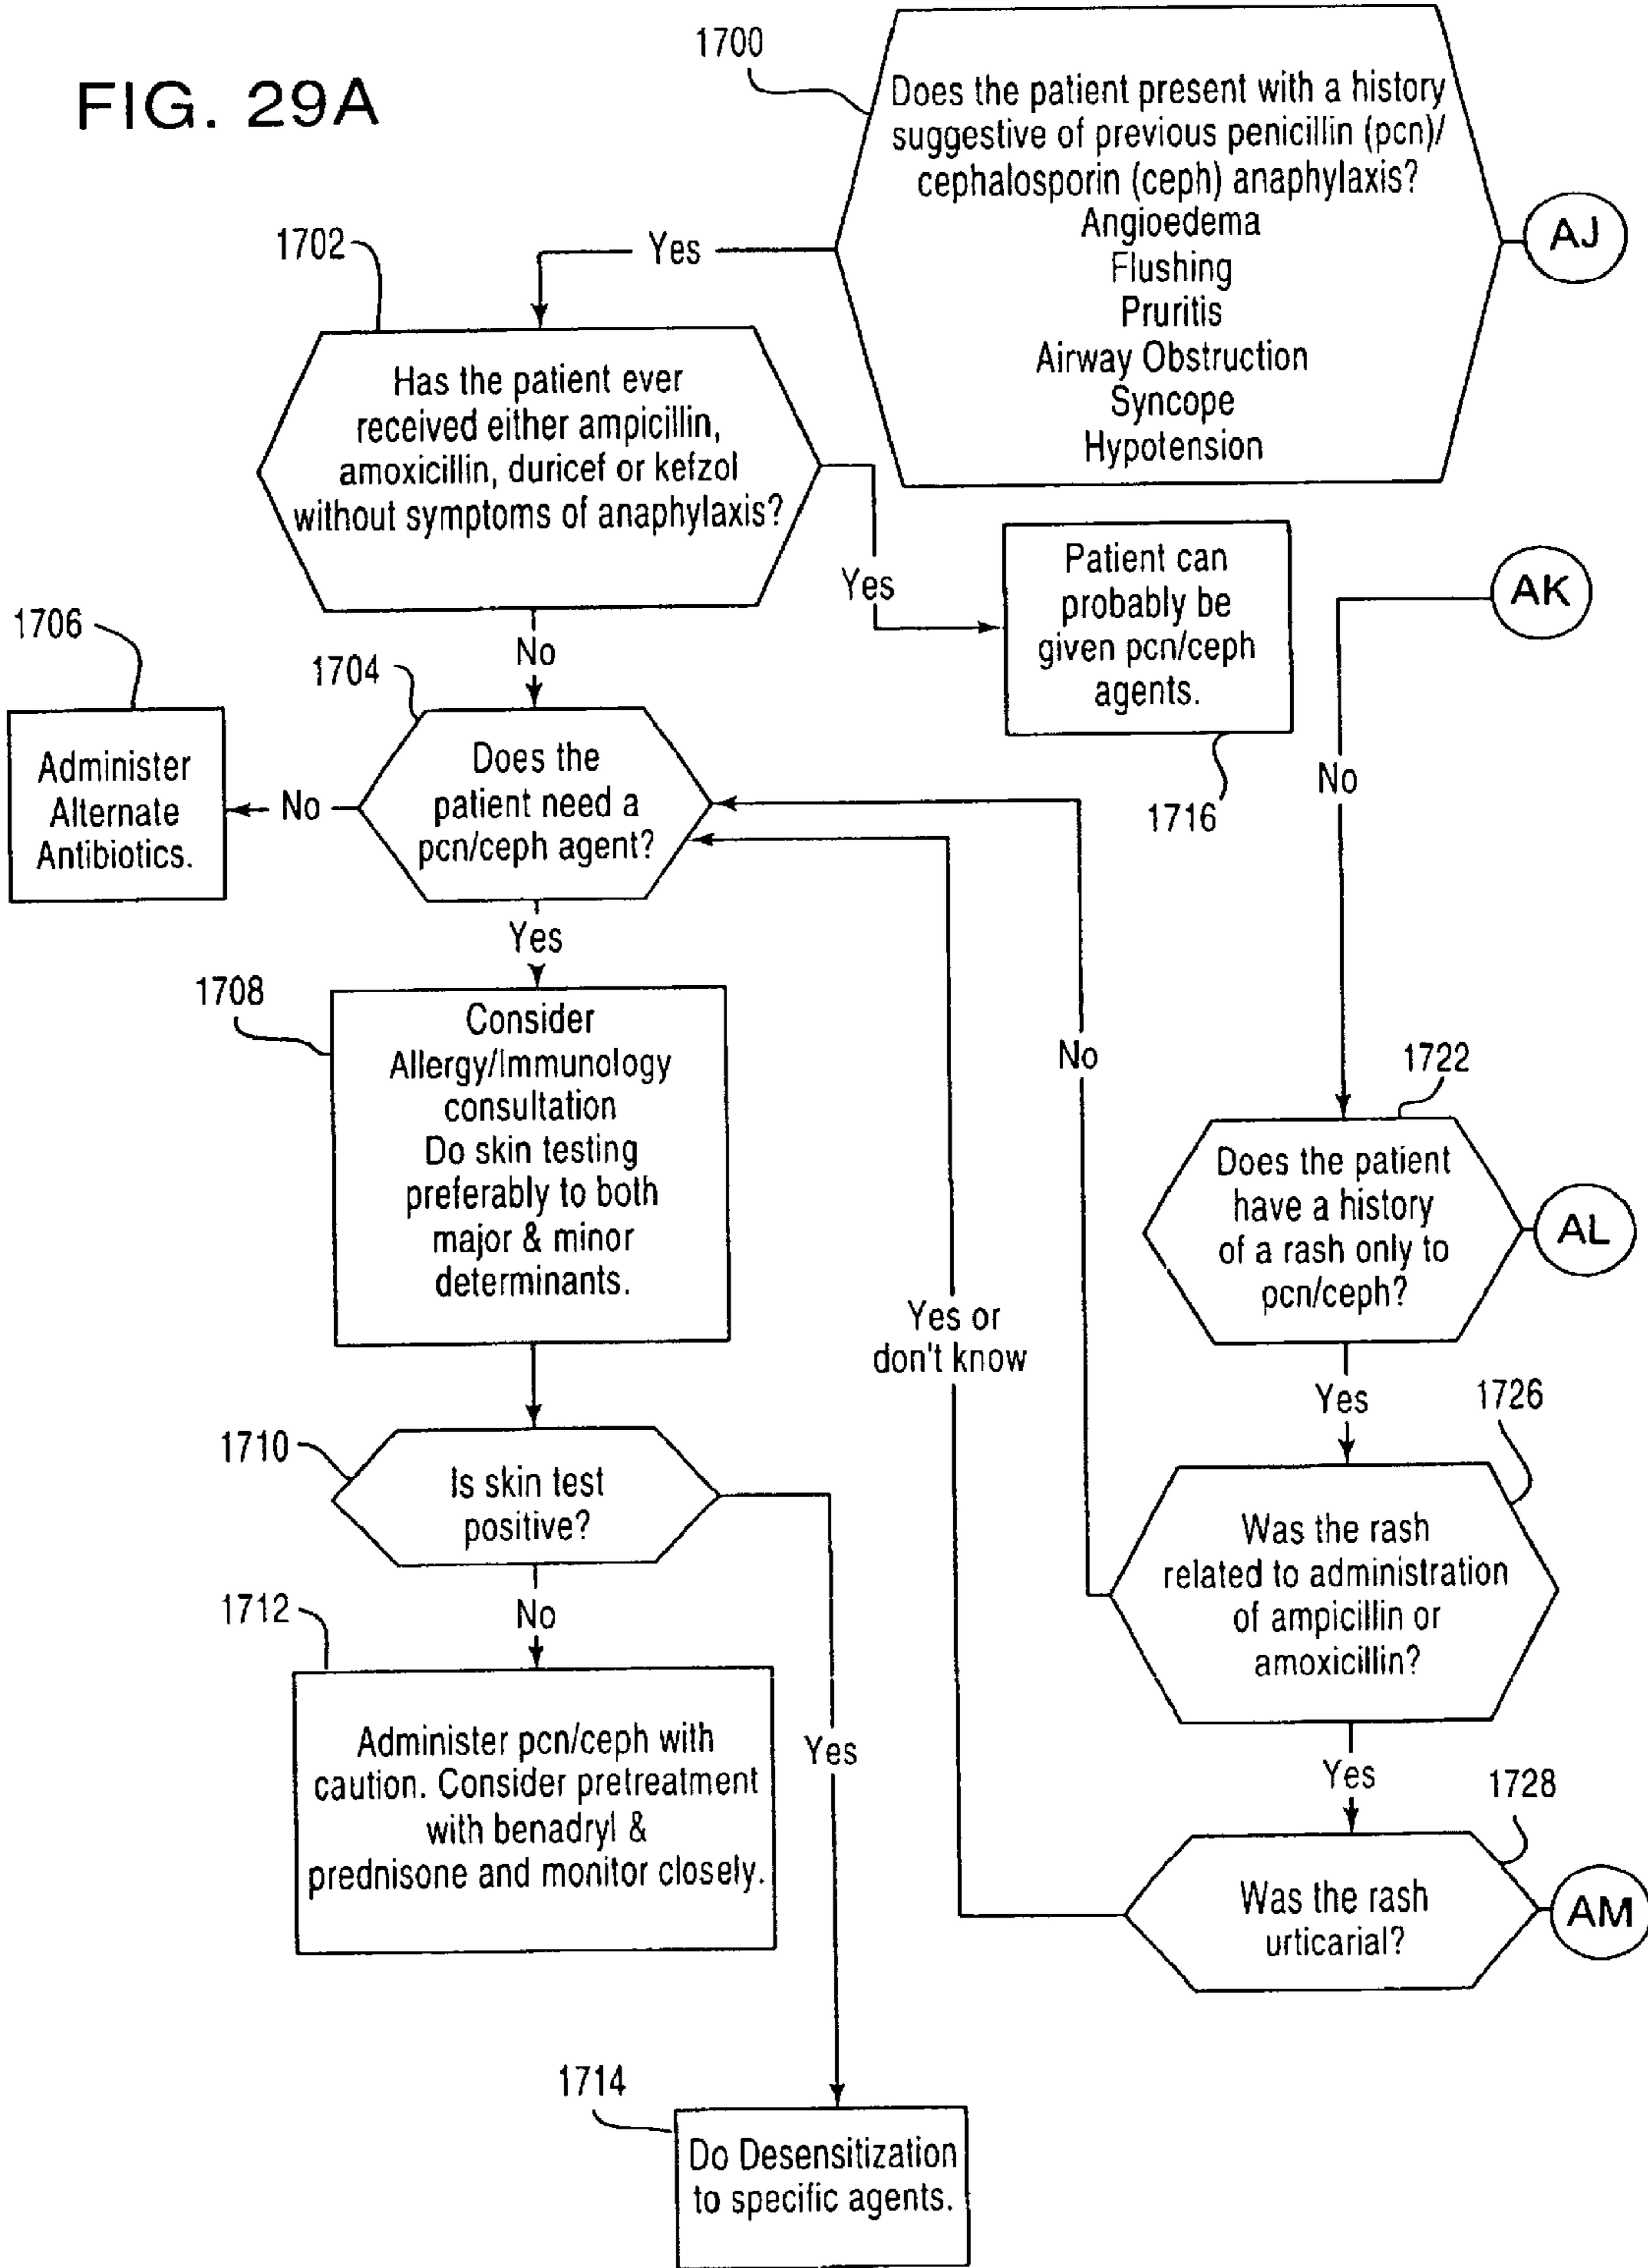 FIG. 29A
1700
Does the patient present with a history
suggestive of previous penicillin (pcn)/
cephalosporin (ceph) anaphylaxis?
Angioedema
Flushing
Pruritis
Airway Obstruction
Syncope
Hypotension
AJ
Yes
1702
Has the patient ever
received either ampicillin,
amoxicillin, duricef or kefzol
without symptoms of anaphylaxis?
Yes
Patient can
probably be
given pcn/ceph
agents.
1716
AK
No
No
1704
Does the
patient need a
pcn/ceph agent?
No
1706
Administer
Alternate
Antibiotics.
Yes
1708
Consider
Allergy/Immunology
consultation
Do skin testing
preferably to both
major & minor
determinants.
No
1722
Does the patient
have a history
of a rash only to
pcn/ceph?
AL
Yes or
don't know
Yes
1726
Was the rash
related to administration
of ampicillin or
amoxicillin?
1710
Is skin test
positive?
No
1712
Administer pcn/ceph with
caution. Consider pretreatment
with benadryl &
prednisone and monitor closely.
Yes
Yes
1728
Was the rash
urticarial?
AM
1714
Do Desensitization
to specific agents.